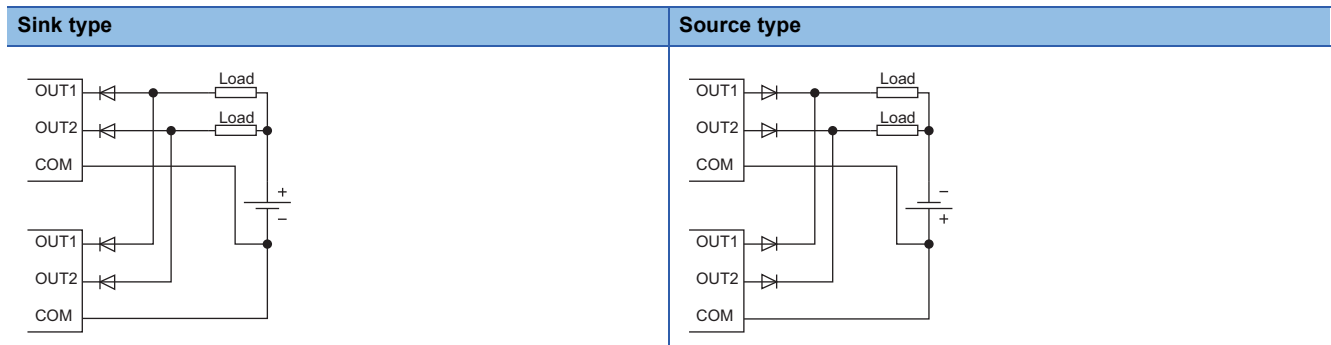 Sink type
Source type
Load
OUT1
Load
OUT2
COM
+
–
OUT1
OUT2
COM
Load
OUT1
Load
OUT2
COM
–
+
OUT1
OUT2
COM